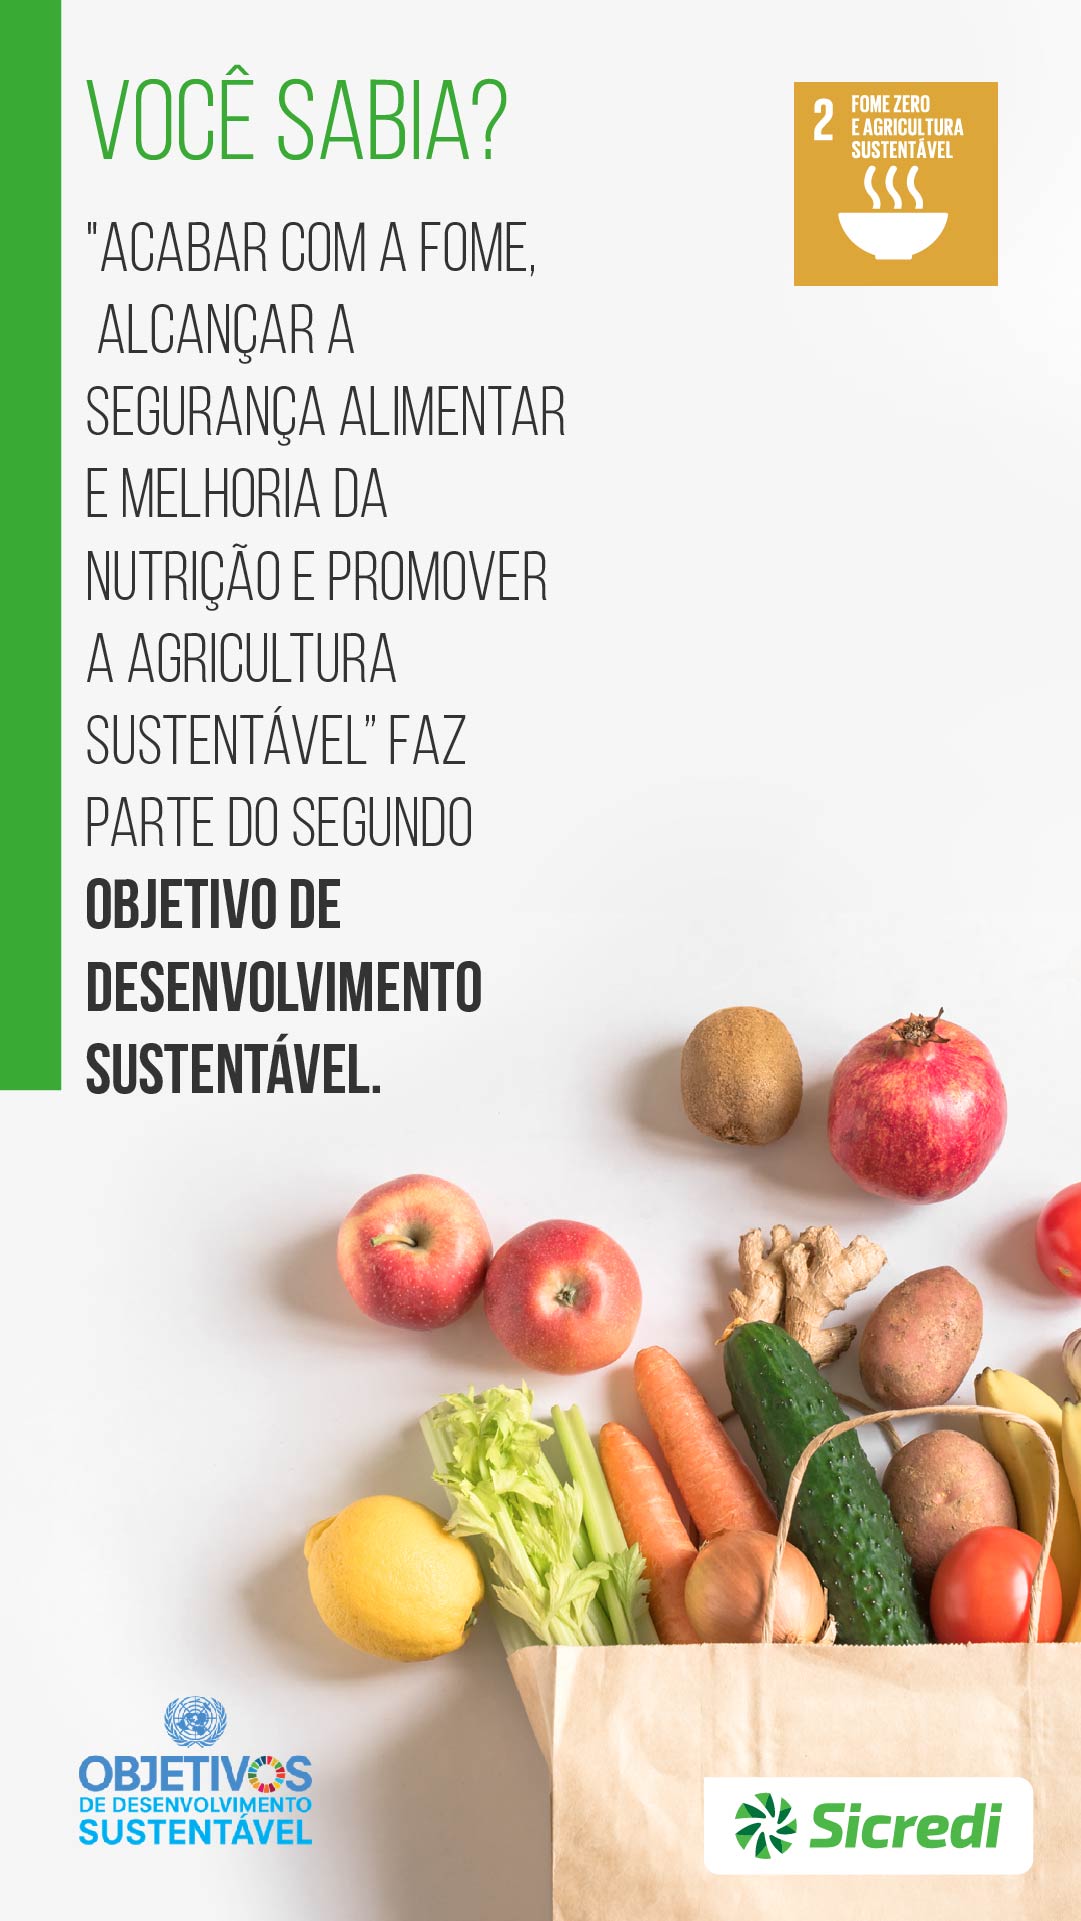 VOCÊ SABIA?
2 FOME ZERO
E AGRICULTURA
SUSTENTÁVEL
"ACABAR COM A FOME,
ALCANÇAR A
SEGURANÇA ALIMENTAR
E MELHORIA DA
NUTRIÇÃO E PROMOVER
A AGRICULTURA
SUSTENTÁVEL” FAZ
PARTE DO SEGUNDO
OBJETIVO DE
DESENVOLVIMENTO
SUSTENTÁVEL.
OBJETIVOS
DE DESENVOLVIMENTO
SUSTENTÁVEL
Sicredi